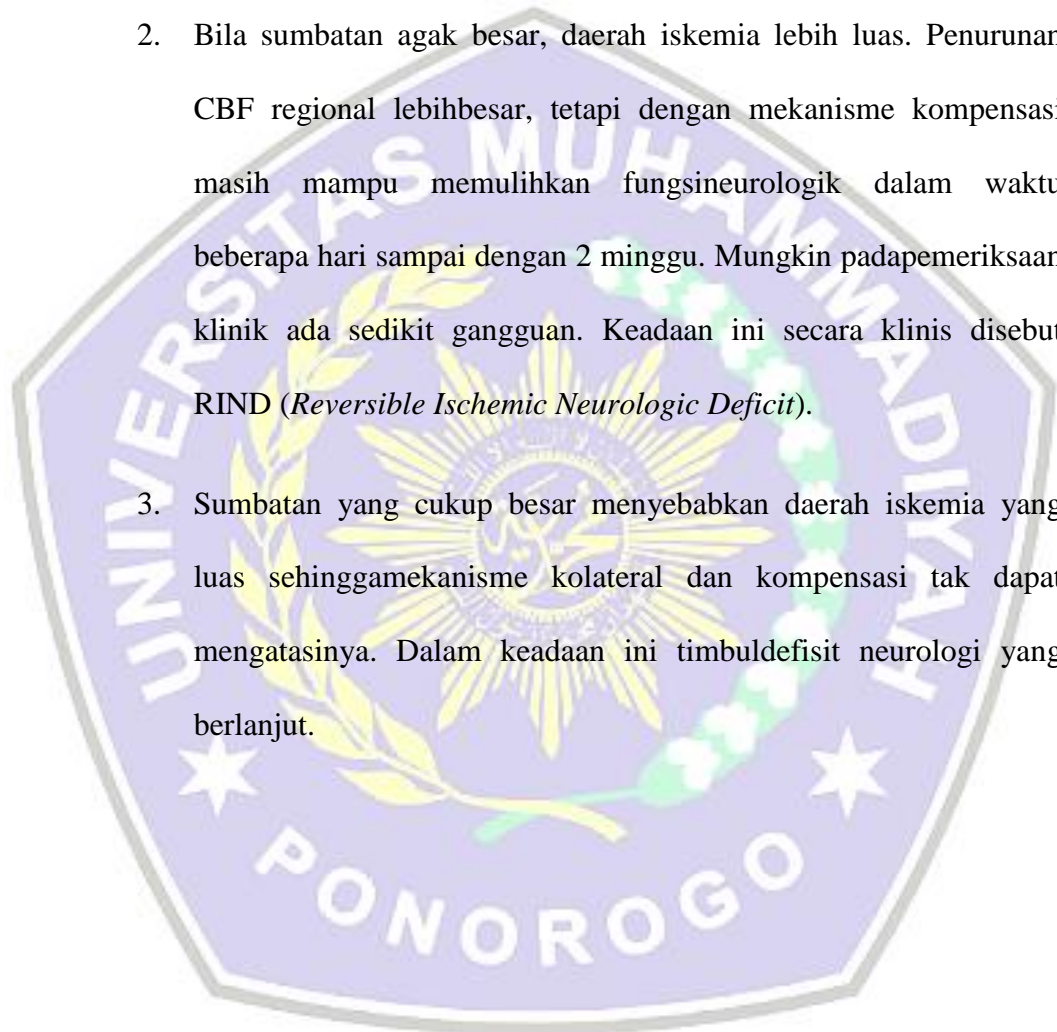 2. Bila sumbatan agak besar, daerah iskemia lebih luas. Penurunan
CBF regional lebihbesar, tetapi dengan mekanisme kompensasi
masih mampu memulihkan fungsineurologik dalam waktu
beberapa hari sampai dengan 2 minggu. Mungkin padapemeriksaan
klinik ada sedikit gangguan. Keadaan ini secara klinis disebut
RIND (Reversible Ischemic Neurologic Deficit).
3. Sumbatan yang cukup besar menyebabkan daerah iskemia yang
luas sehinggamekanisme kolateral dan kompensasi tak dapat
mengatasinya. Dalam keadaan ini timbuldefisit neurologi yang
berlanjut.
UNIVERSITAS MUHAMMADIYAH
PONOROGO